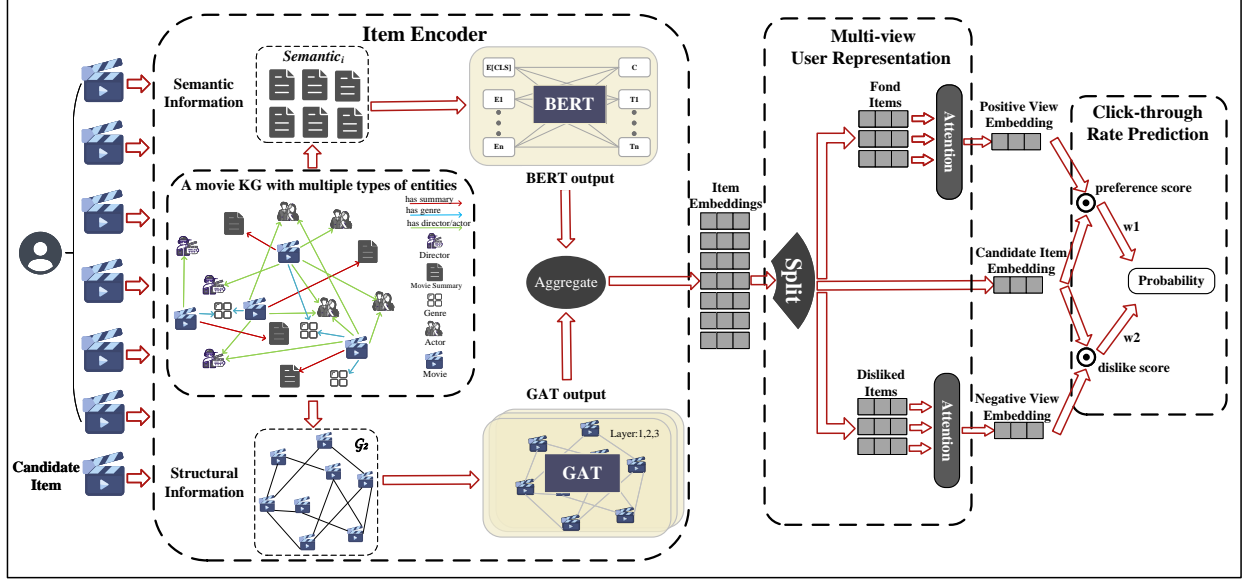 Item Encoder
Semantic
Information
Semantic_i
E[CLS]
C
E1
T1
BERT
En
Tn
BERT output
A movie KG with multiple types of entities
has summary
has genre
has director/actor
Director
Movie Summary
Genre
Actor
Movie
Aggregate
GAT output
Layer:1,2,3
GAT
Structural
Information
𝒢₂
Candidate
Item
Item
Embeddings
Split
Multi-view
User Representation
Fond
Items
Attention
Positive View
Embedding
Candidate Item
Embedding
Disliked
Items
Attention
Negative View
Embedding
Click-through
Rate Prediction
preference score
w1
Probability
w2
dislike score